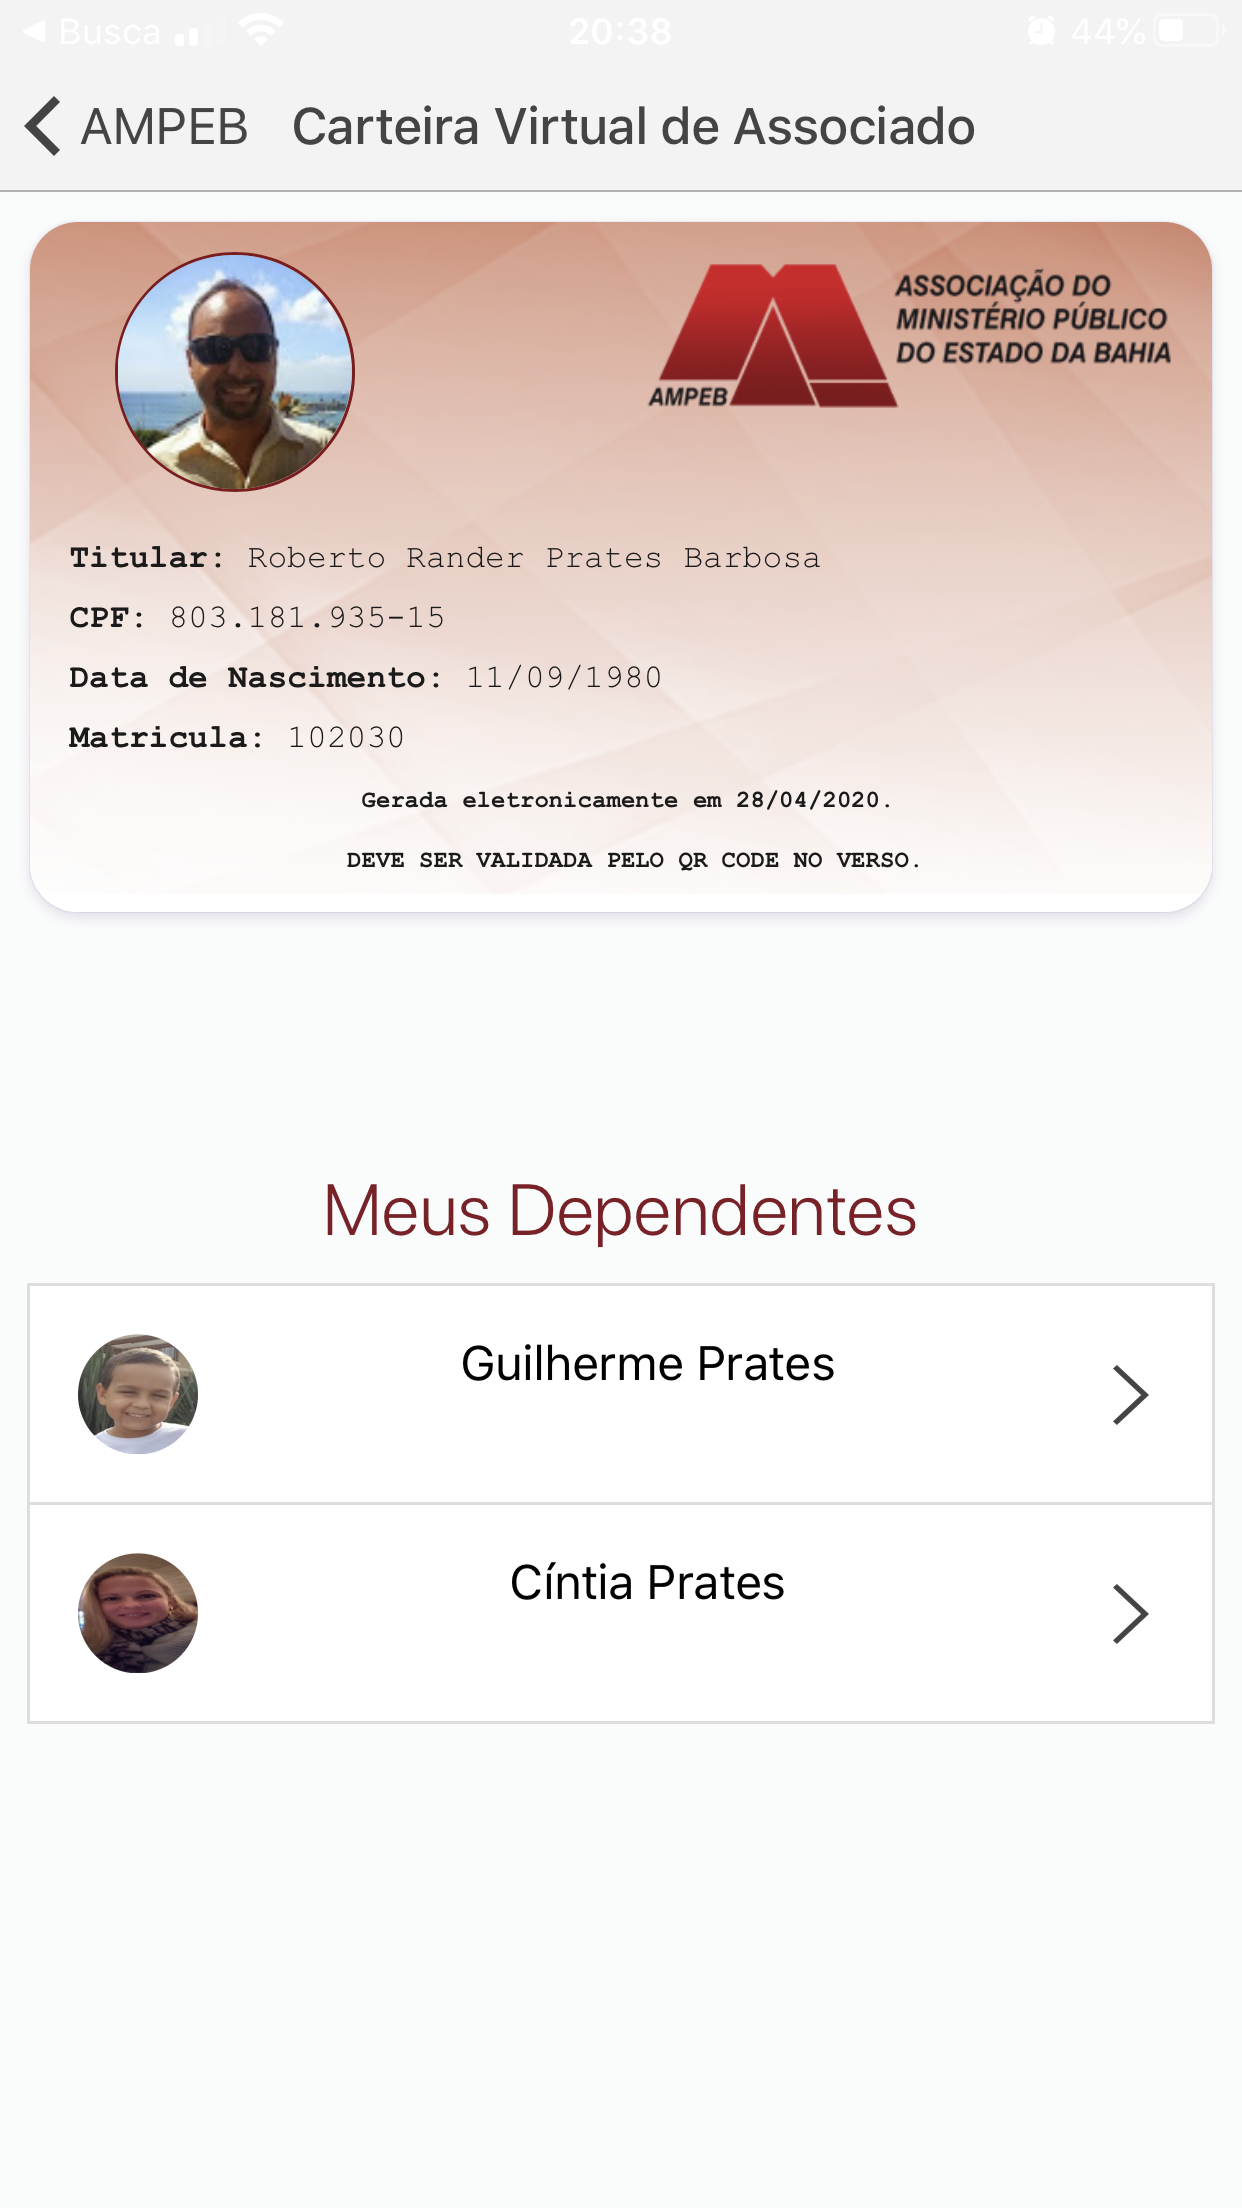 Busca
20:38
44%
AMPEB Carteira Virtual de Associado
ASSOCIAÇÃO DO
MINISTÉRIO PÚBLICO
DO ESTADO DA BAHIA
AMPEB
Titular: Roberto Rander Prates Barbosa
CPF: 803.181.935-15
Data de Nascimento: 11/09/1980
Matricula: 102030
Gerada eletronicamente em 28/04/2020.
DEVE SER VALIDADA PELO QR CODE NO VERSO.
Meus Dependentes
Guilherme Prates
Cíntia Prates